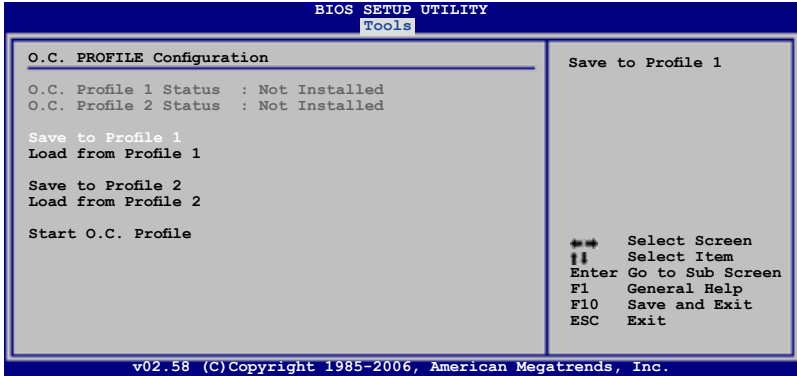 BIOS SETUP UTILITY
Tools
O.C. PROFILE Configuration
O.C. Profile 1 Status : Not Installed
O.C. Profile 2 Status : Not Installed
Save to Profile 1
Load from Profile 1
Save to Profile 2
Load from Profile 2
Start O.C. Profile
Save to Profile 1
Select Screen
Select Item
Enter Go to Sub Screen
F1 General Help
F10 Save and Exit
ESC Exit
v02.58 (C)Copyright 1985-2006, American Megatrends, Inc.